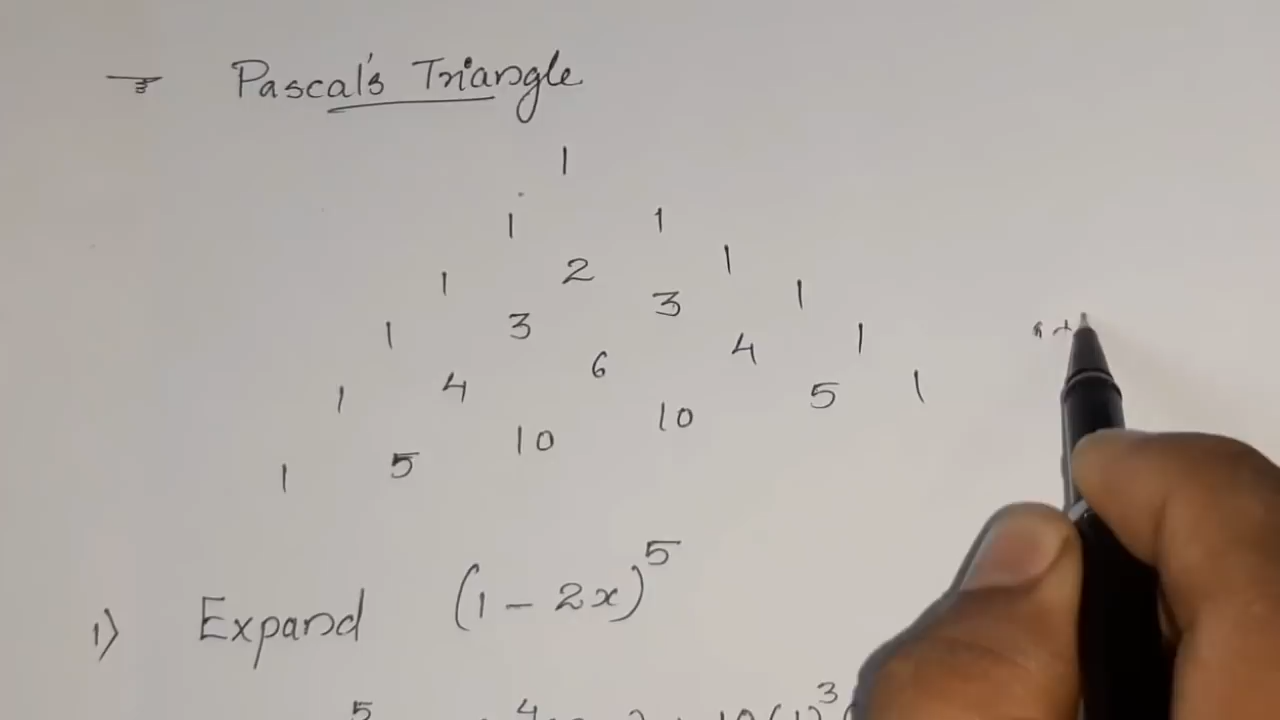 Pascal's Triangle
1
1 1
1 2 1
1 3 3 1
1 4 6 4 1
1 5 10 10 5 1
1) Expand (1 - 2x)^5